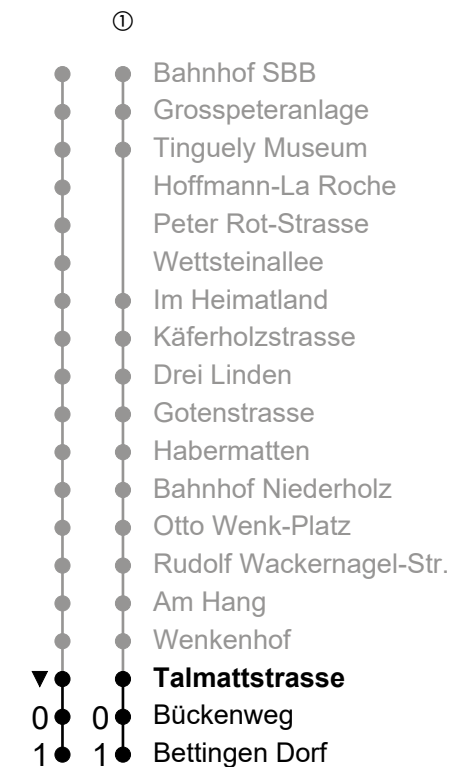 ①
Bahnhof SBB
Grosspeteranlage
Tinguely Museum
Hoffmann-La Roche
Peter Rot-Strasse
Wettsteinallee
Im Heimatland
Käferholzstrasse
Drei Linden
Gotenstrasse
Habermatten
Bahnhof Niederholz
Otto Wenk-Platz
Rudolf Wackernagel-Str.
Am Hang
Wenkenhof
▼ Talmattstrasse
0 0 Bückenweg
1 1 Bettingen Dorf